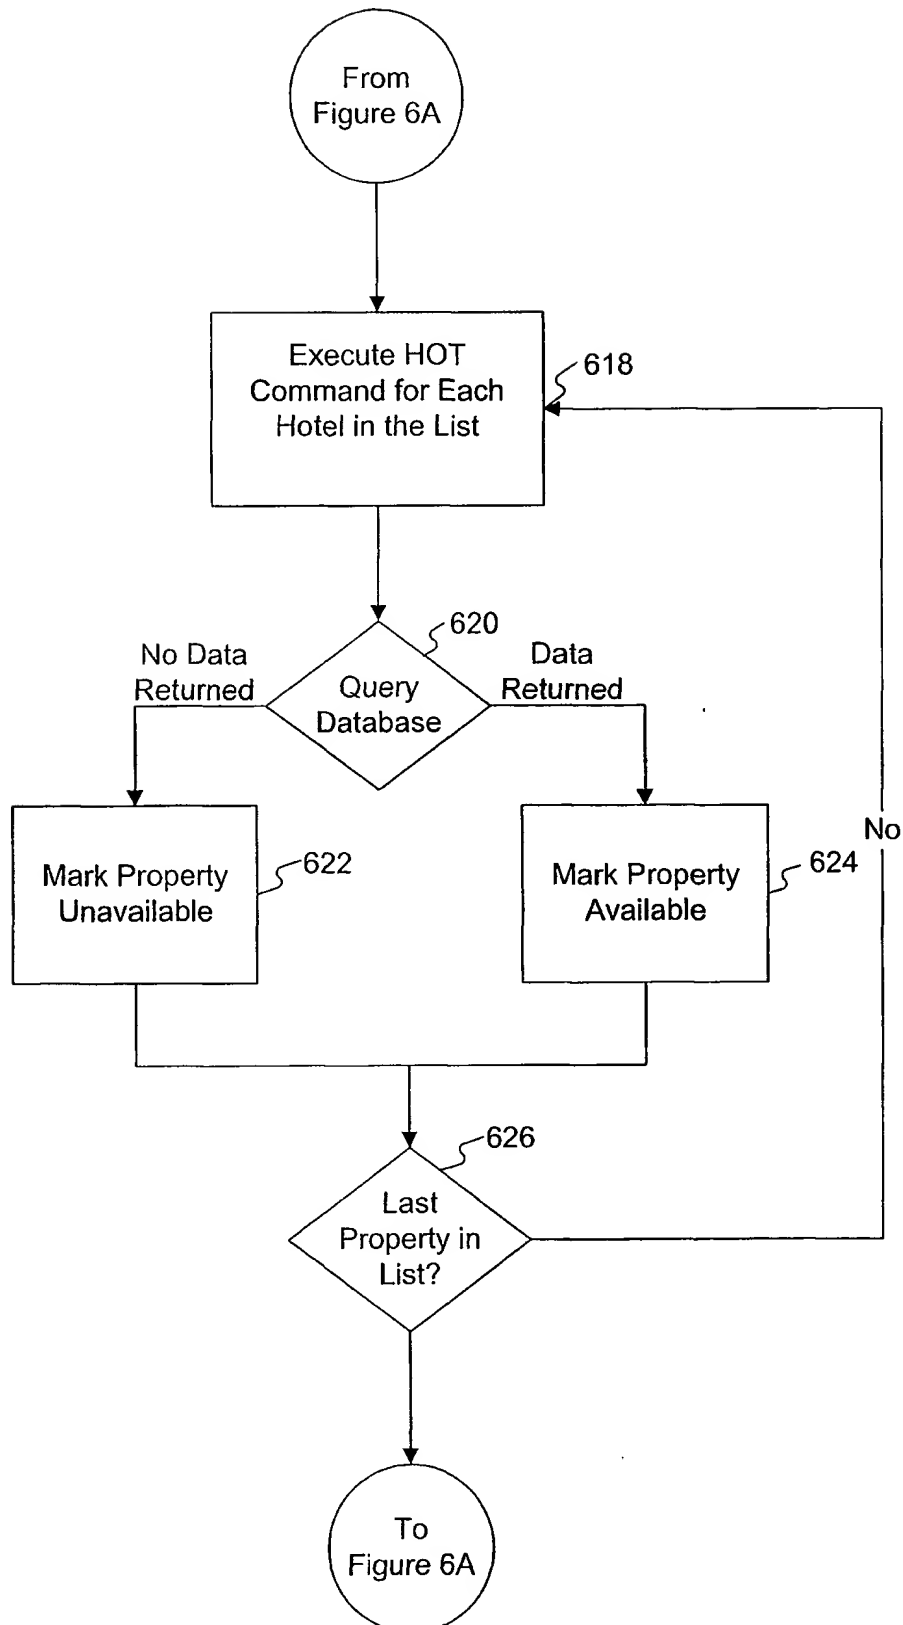 From
Figure 6A
Execute HOT
Command for Each
Hotel in the List
618
620
No Data
Returned
Query
Database
Data
Returned
Mark Property
Unavailable
622
Mark Property
Available
624
No
626
Last
Property in
List?
To
Figure 6A